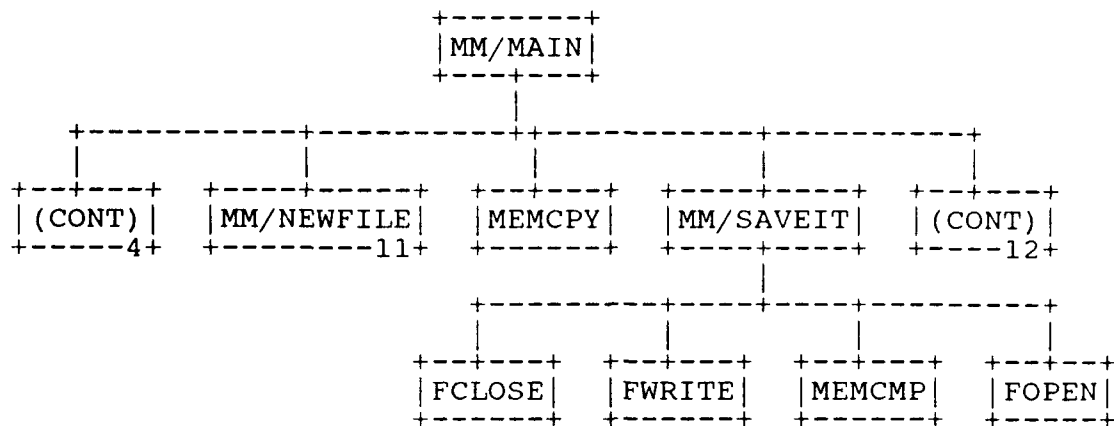 MM/MAIN
(CONT) MM/NEWFILE MEMCPY MM/SAVEIT (CONT)
4 11 12
FCLOSE FWRITE MEMCMP FOPEN